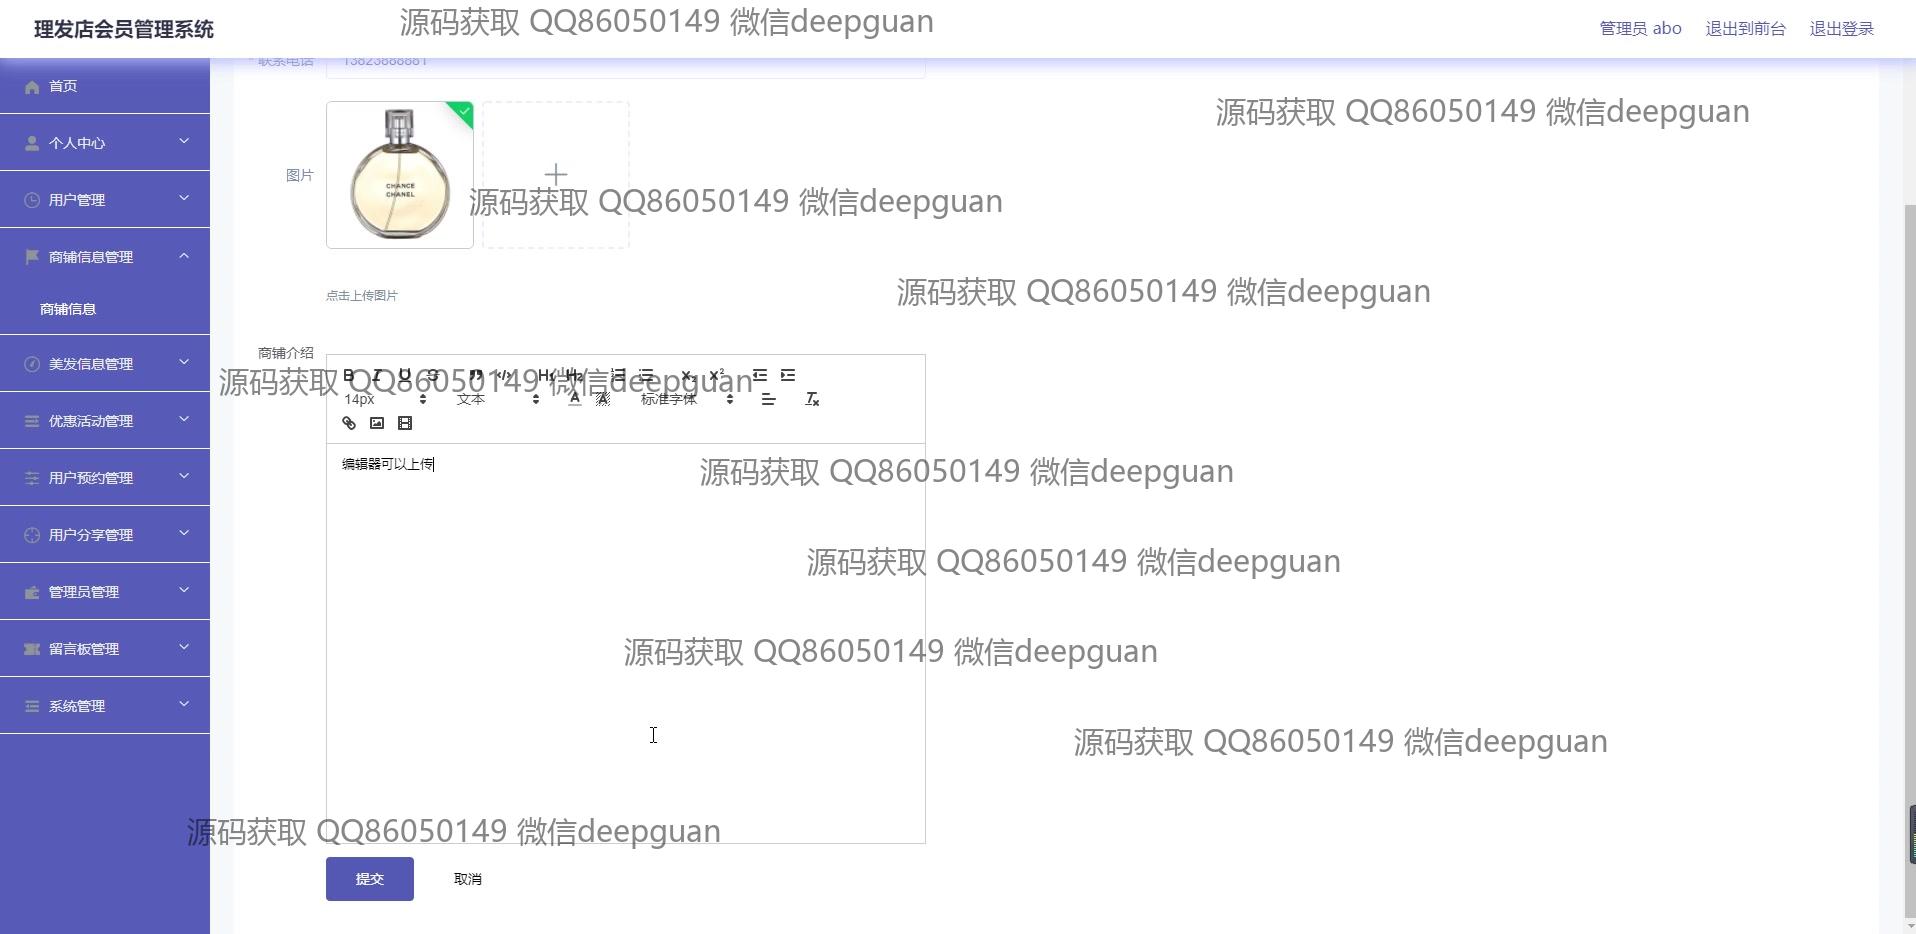 理发店会员管理系统
源码获取 QQ86050149 微信deepguan
管理员 abo
退出到前台
退出登录
首页
个人中心
用户管理
商铺信息管理
商铺信息
美发信息管理
优惠活动管理
用户预约管理
用户分享管理
管理员管理
留言板管理
系统管理
* 联系电话
13823888881
源码获取 QQ86050149 微信deepguan
图片
CHANCE
CHANEL
源码获取 QQ86050149 微信deepguan
点击上传图片
源码获取 QQ86050149 微信deepguan
商铺介绍
源码获取 QQ86050149 微信deepguan
B I U S H1 H2 X2 X2
14px 文本 A A 标准字体 Tx
编辑器可以上传
源码获取 QQ86050149 微信deepguan
源码获取 QQ86050149 微信deepguan
源码获取 QQ86050149 微信deepguan
源码获取 QQ86050149 微信deepguan
源码获取 QQ86050149 微信deepguan
提交
取消